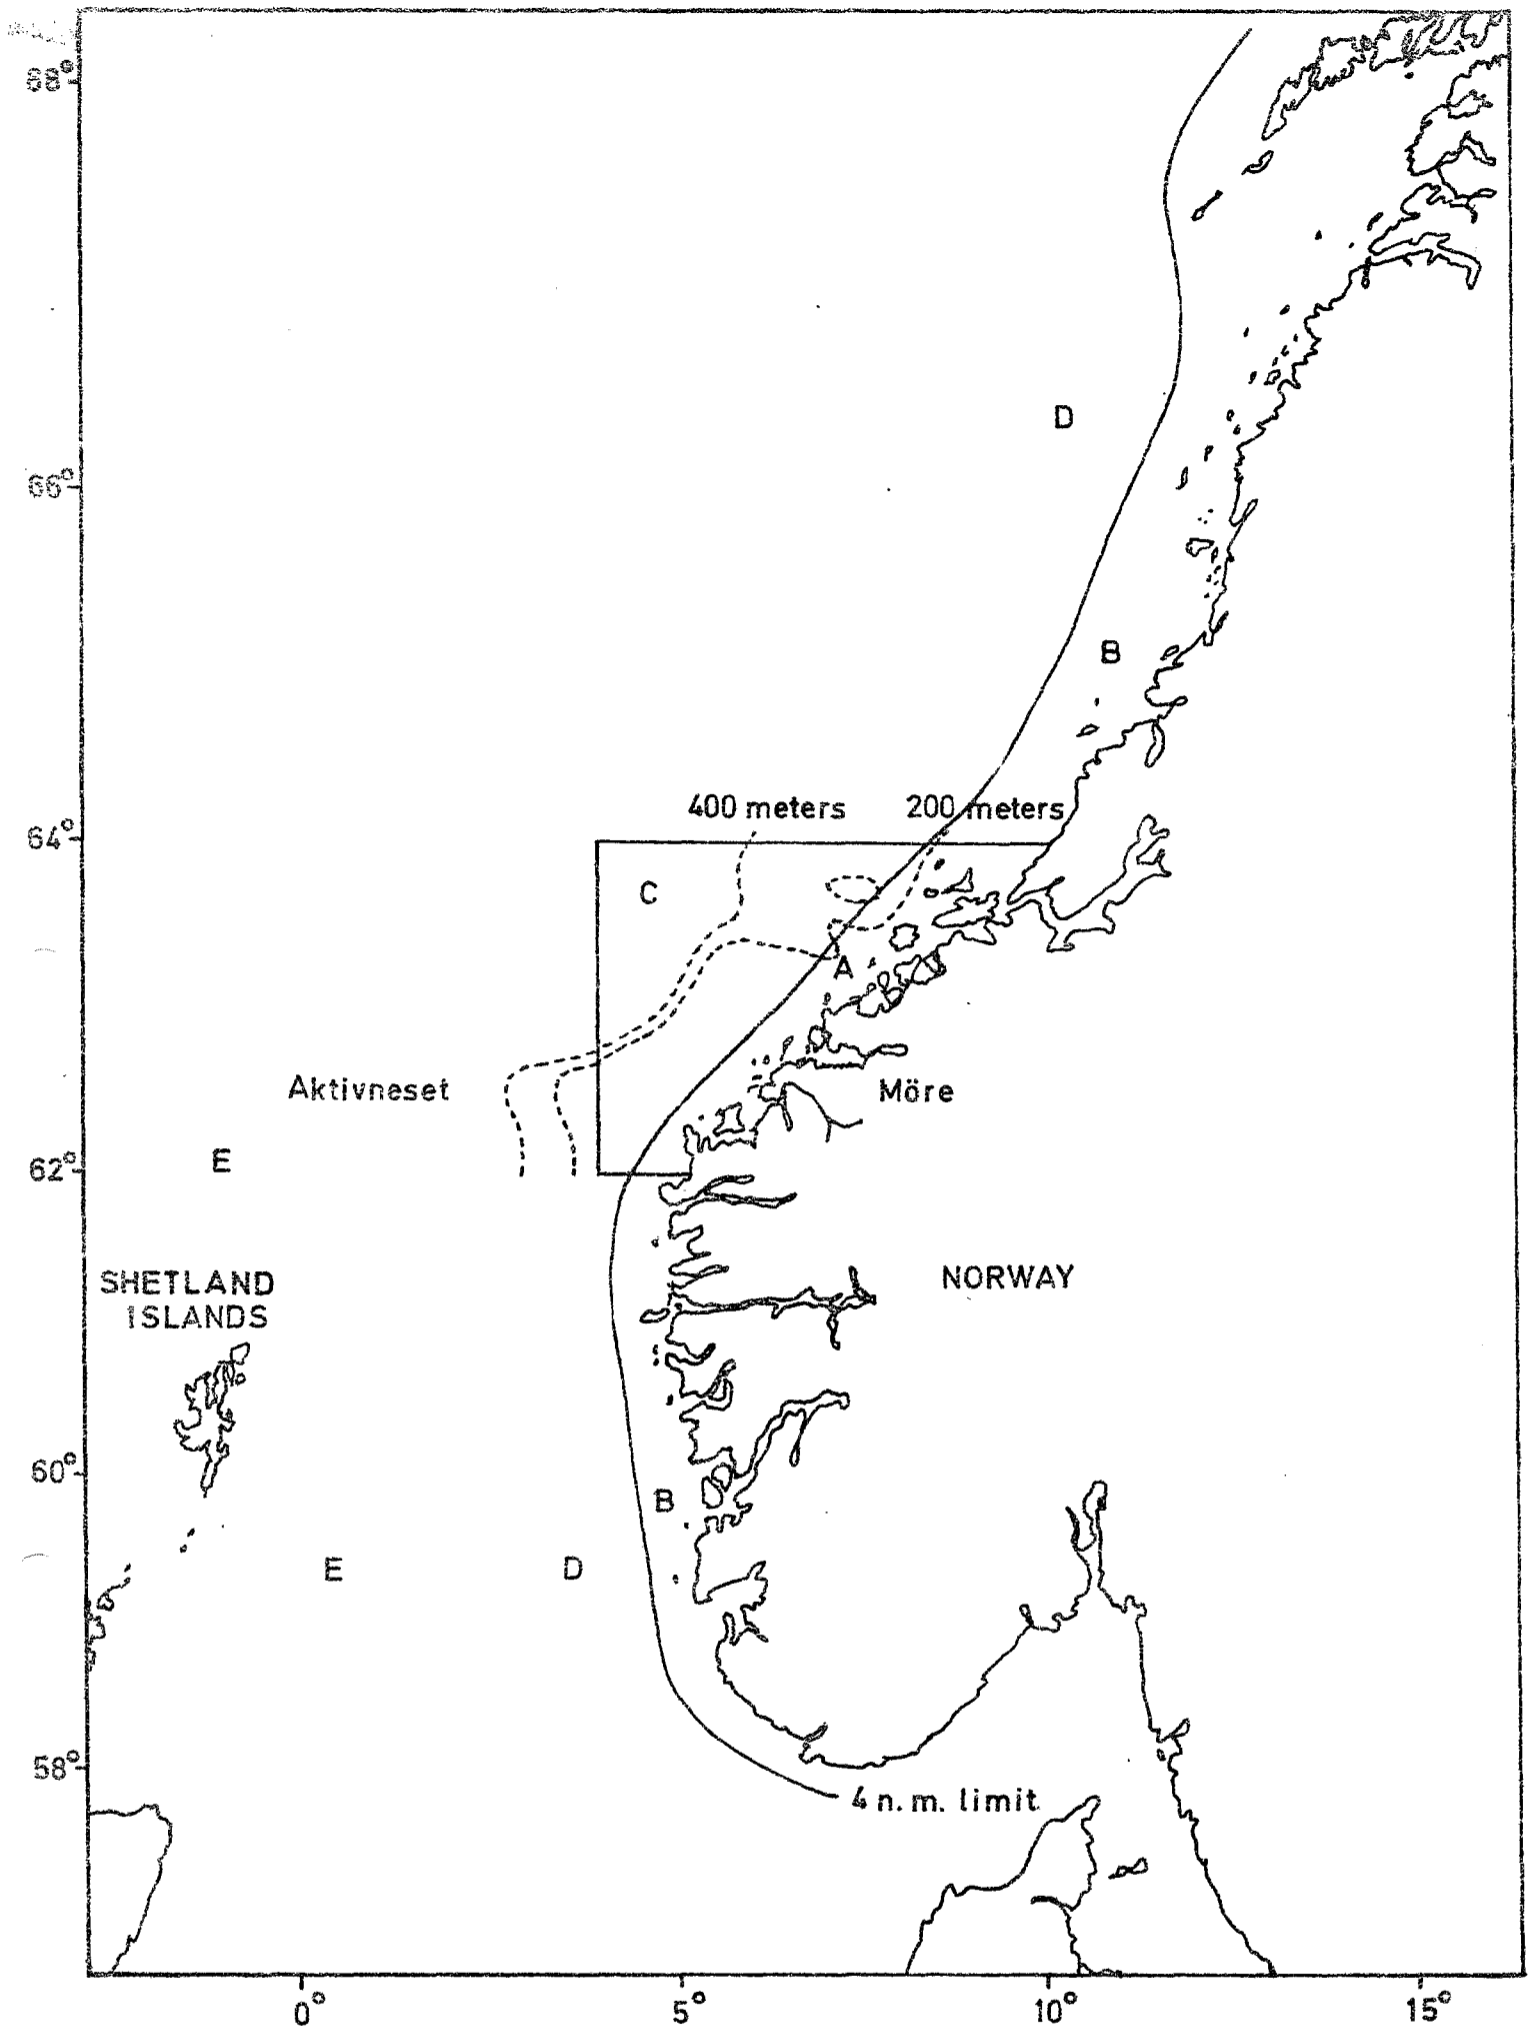 68°
D
66°
B
400 meters
200 meters
64°
C
A
Aktivneset
Möre
E
62°
SHETLAND
ISLANDS
NORWAY
60°
B
E
D
58°
4 n.m. limit
0°
5°
10°
15°